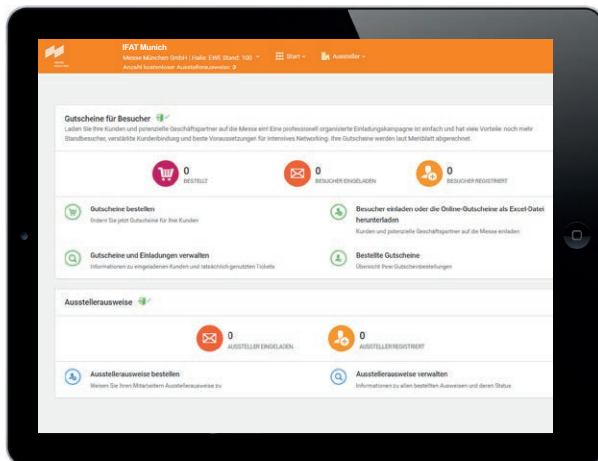 IFAT Munich
Messe München GmbH | Halle: EWE Stand: 100
Start
Aussteller
Anzahl kostenloser Ausstellerausweise:
Gutscheine für Besucher
Laden Sie Ihre Kunden und potenzielle Geschäftspartner auf die Messe ein! Eine professionell organisierte Einladungskampagne ist einfach und hat viele Vorteile: noch mehr
Standbesucher, verstärkte Kundenbindung und beste Voraussetzungen für intensives Networking. Ihre Gutscheine werden laut Merkblatt abgerechnet.
0
BESTELLT
0
BESUCHER EINGELADEN
0
BESUCHER REGISTRIERT
Gutscheine bestellen
Ordern Sie jetzt Gutscheine für Ihre Kunden
Besucher einladen oder die Online-Gutscheine als Excel-Datei
herunterladen
Kunden und potenzielle Geschäftspartner auf die Messe einladen
Gutscheine und Einladungen verwalten
Informationen zu eingeladenen Kunden und tatsächlich genutzten Tickets
Bestellte Gutscheine
Übersicht Ihrer Gutscheinbestellungen
Ausstellerausweise
0
AUSSTELLER EINGELADEN
0
AUSSTELLER REGISTRIERT
Ausstellerausweise bestellen
Weisen Sie Ihren Mitarbeitern Ausstellerausweise zu
Ausstellerausweise verwalten
Informationen zu allen bestellten Ausweisen und deren Status